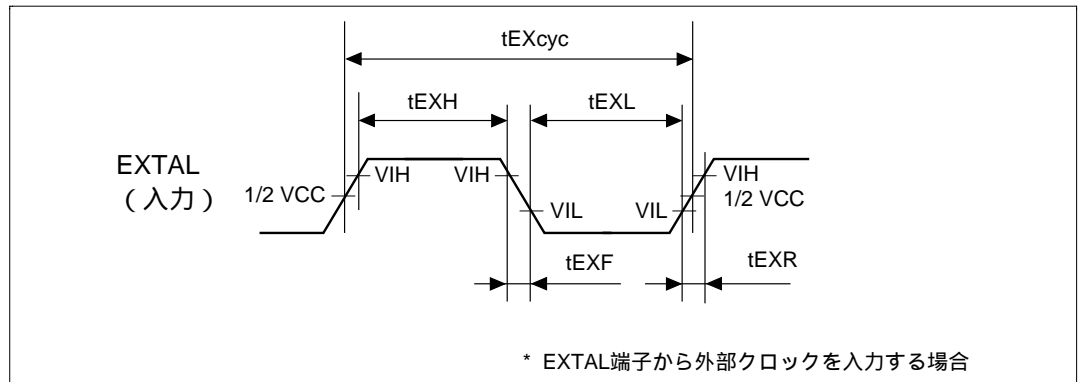 tEXcyc
tEXH
tEXL
EXTAL
（入力）
1/2 VCC
VIH
VIH
VIL
VIL
VIH
1/2 VCC
tEXF
tEXR
* EXTAL端子から外部クロックを入力する場合